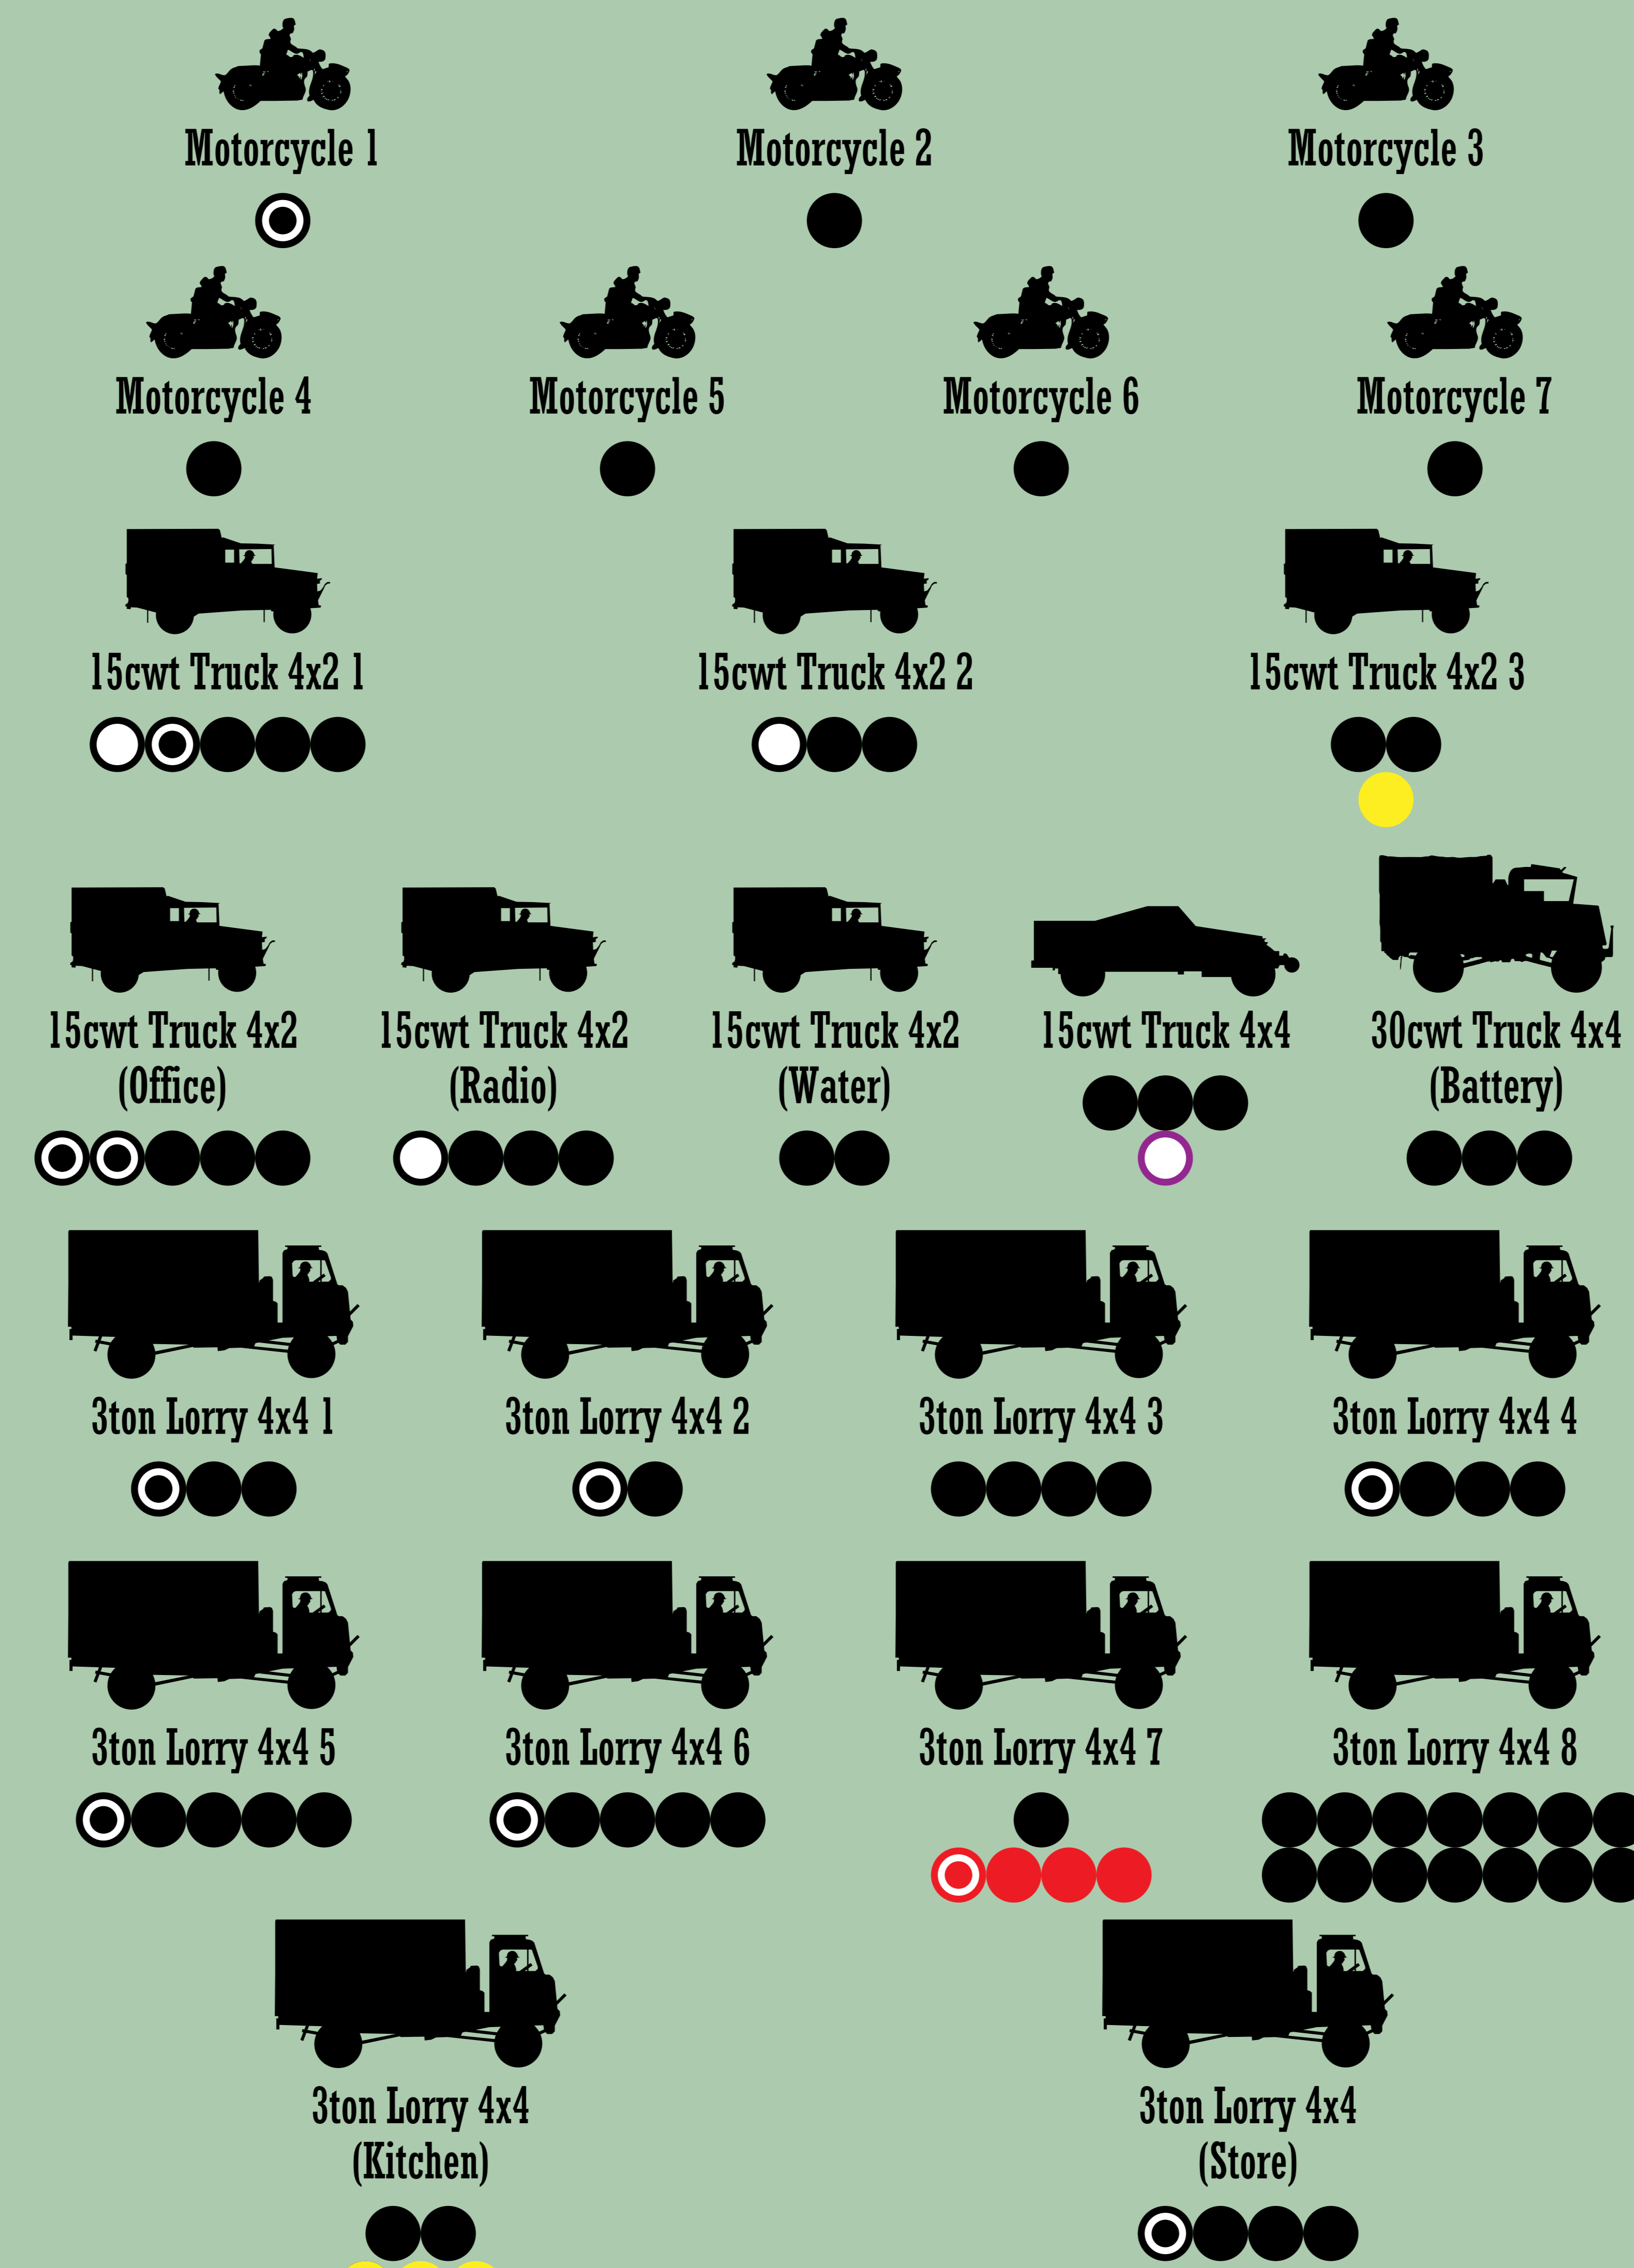 Motorcycle 1
Motorcycle 2
Motorcycle 3
Motorcycle 4
Motorcycle 5
Motorcycle 6
Motorcycle 7
15cwt Truck 4x2 1
15cwt Truck 4x2 2
15cwt Truck 4x2 3
15cwt Truck 4x2
(Office)
15cwt Truck 4x2
(Radio)
15cwt Truck 4x2
(Water)
15cwt Truck 4x4
30cwt Truck 4x4
(Battery)
3ton Lorry 4x4 1
3ton Lorry 4x4 2
3ton Lorry 4x4 3
3ton Lorry 4x4 4
3ton Lorry 4x4 5
3ton Lorry 4x4 6
3ton Lorry 4x4 7
3ton Lorry 4x4 8
3ton Lorry 4x4
(Kitchen)
3ton Lorry 4x4
(Store)